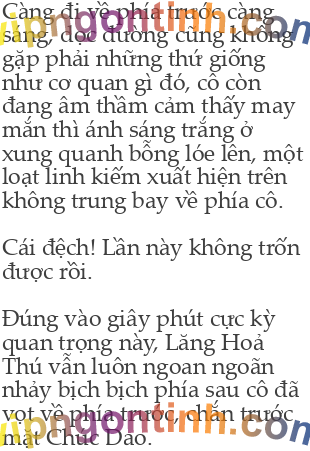 Càng đi về phía trước càng
sáng, dọc đường cũng không
gặp phải những thứ giống
như cơ quan gì đó, cô còn
đang âm thầm cảm thấy may
mắn thì ánh sáng trắng ở
xung quanh bỗng lóe lên, một
loạt linh kiếm xuất hiện trên
không trung bay về phía cô.
Cái đệch! Lần này không trốn
được rồi.
Đúng vào giây phút cực kỳ
quan trọng này, Lăng Hoả
Thú vẫn luôn ngoan ngoãn
nhảy bịch bịch phía sau cô đã
vọt về phía trước, chắn trước
mặt Chúc Dao.
vipngontinh.com
vipngontinh.com